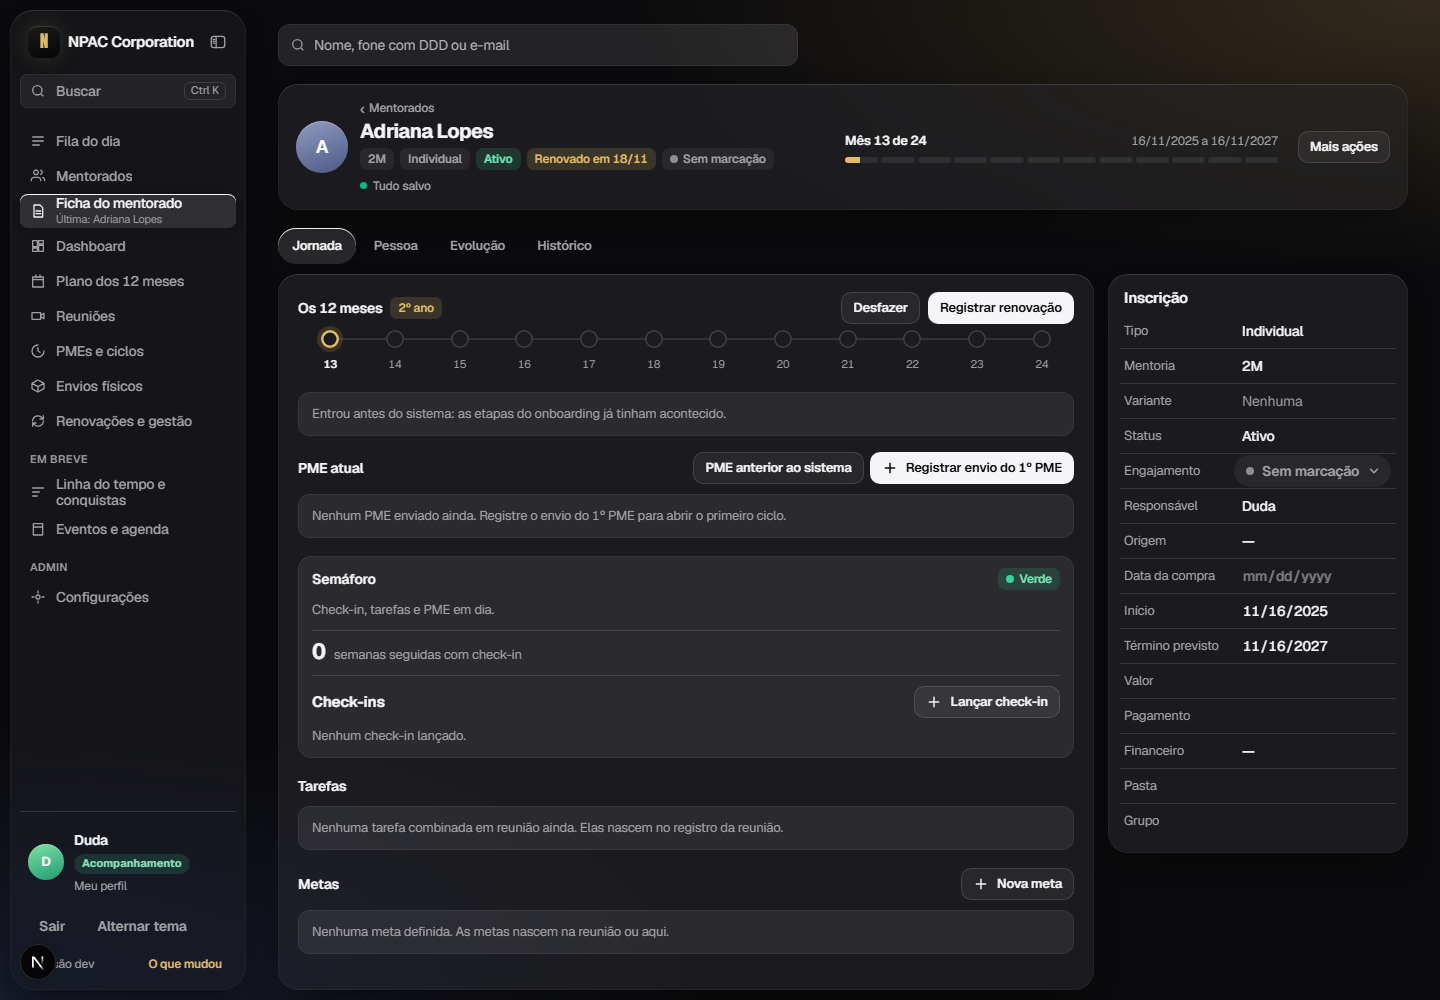 N NPAC Corporation
Buscar Ctrl K
Fila do dia
Mentorados
Ficha do mentorado
Última: Adriana Lopes
Dashboard
Plano dos 12 meses
Reuniões
PMEs e ciclos
Envios físicos
Renovações e gestão
EM BREVE
Linha do tempo e
conquistas
Eventos e agenda
ADMIN
Configurações
D
Duda
Acompanhamento
Meu perfil
Sair Alternar tema
N são dev O que mudou
Nome, fone com DDD ou e-mail
‹ Mentorados
A
Adriana Lopes
2M Individual Ativo Renovado em 18/11 Sem marcação
Tudo salvo
Mês 13 de 24 16/11/2025 a 16/11/2027
Mais ações
Jornada Pessoa Evolução Histórico
Os 12 meses 2º ano Desfazer Registrar renovação
13 14 15 16 17 18 19 20 21 22 23 24
Entrou antes do sistema: as etapas do onboarding já tinham acontecido.
PME atual PME anterior ao sistema + Registrar envio do 1º PME
Nenhum PME enviado ainda. Registre o envio do 1º PME para abrir o primeiro ciclo.
Semáforo Verde
Check-in, tarefas e PME em dia.
0 semanas seguidas com check-in
Check-ins + Lançar check-in
Nenhum check-in lançado.
Tarefas
Nenhuma tarefa combinada em reunião ainda. Elas nascem no registro da reunião.
Metas + Nova meta
Nenhuma meta definida. As metas nascem na reunião ou aqui.
Inscrição
Tipo Individual
Mentoria 2M
Variante Nenhuma
Status Ativo
Engajamento Sem marcação
Responsável Duda
Origem —
Data da compra mm/dd/yyyy
Início 11/16/2025
Término previsto 11/16/2027
Valor
Pagamento
Financeiro —
Pasta
Grupo